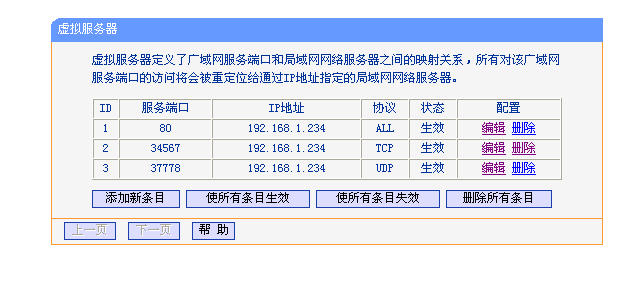 虚拟服务器
虚拟服务器定义了广域网服务端口和局域网网络服务器之间的映射关系，所有对该广域网
服务端口的访问将会被重定位给通过IP地址指定的局域网网络服务器。
ID 服务端口 IP地址 协议 状态 配置
1 80 192.168.1.234 ALL 生效 编辑 删除
2 34567 192.168.1.234 TCP 生效 编辑 删除
3 37778 192.168.1.234 UDP 生效 编辑 删除
添加新条目 使所有条目生效 使所有条目失效 删除所有条目
上一页 下一页 帮 助